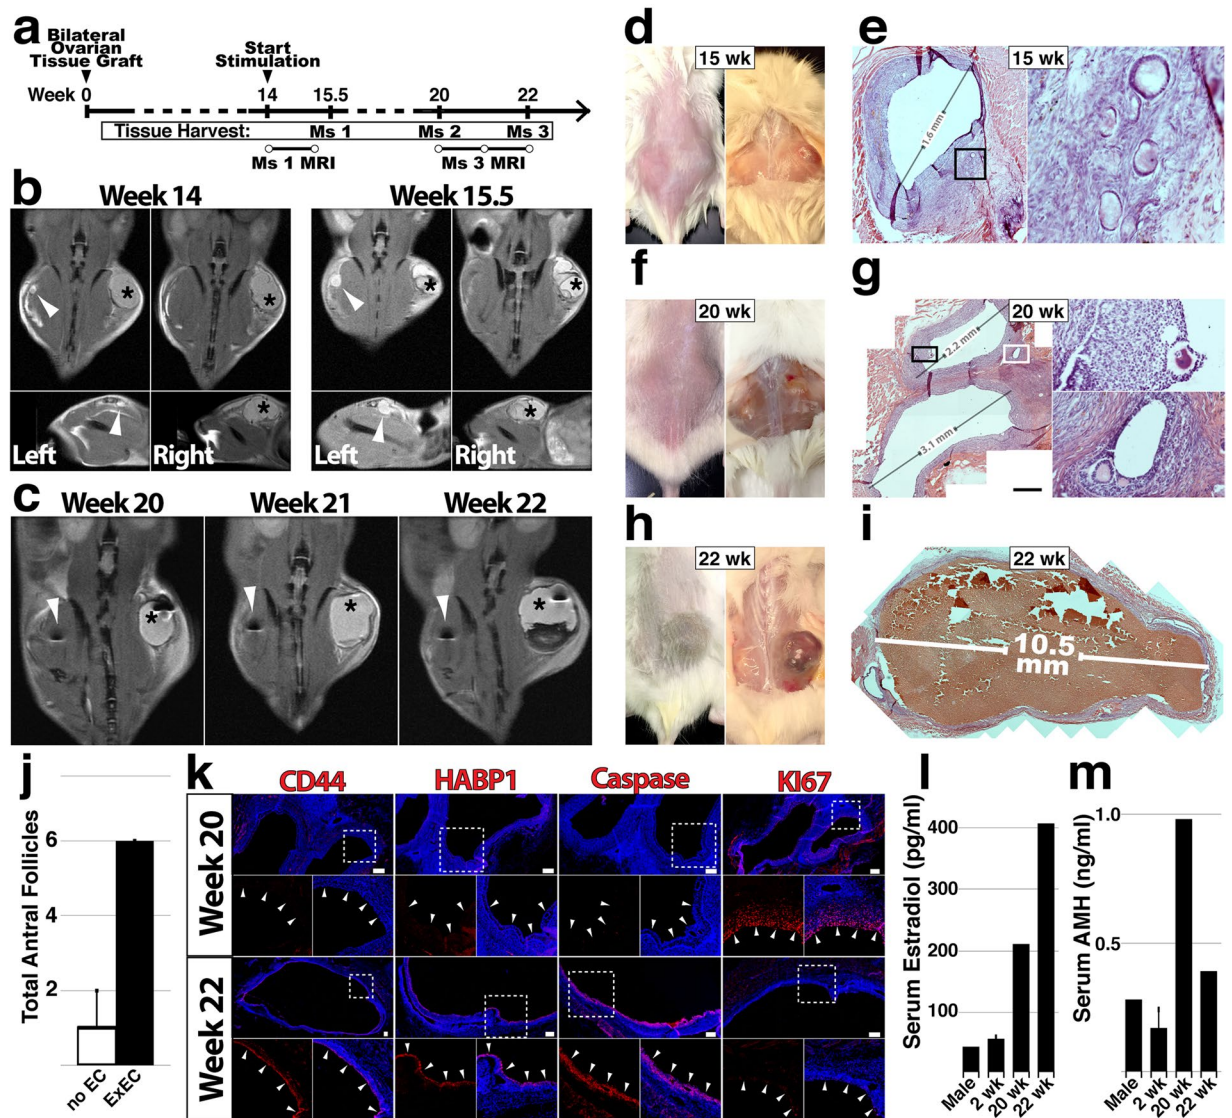 a
Bilateral
Ovarian
Tissue Graft
Start
Stimulation
Week 0 14 15.5 20 22
Tissue Harvest: Ms 1 Ms 2 Ms 3
Ms 1 MRI Ms 3 MRI
b
Week 14 Week 15.5
* * * *
* *
Left Right Left Right
c
Week 20 Week 21 Week 22
* * *
d
15 wk
e
15 wk
1.6 mm
f
20 wk
g
20 wk
2.2 mm
3.1 mm
h
22 wk
i
22 wk
10.5
mm
j
Total Antral Follicles
6
4
2
no EC ExEC
k
CD44 HABP1 Caspase KI67
Week 20
Week 22
l
Serum Estradiol (pg/ml)
400
300
200
100
Male 2 wk 20 wk 22 wk
m
Serum AMH (ng/ml)
1.0
0.5
Male 2 wk 20 wk 22 wk